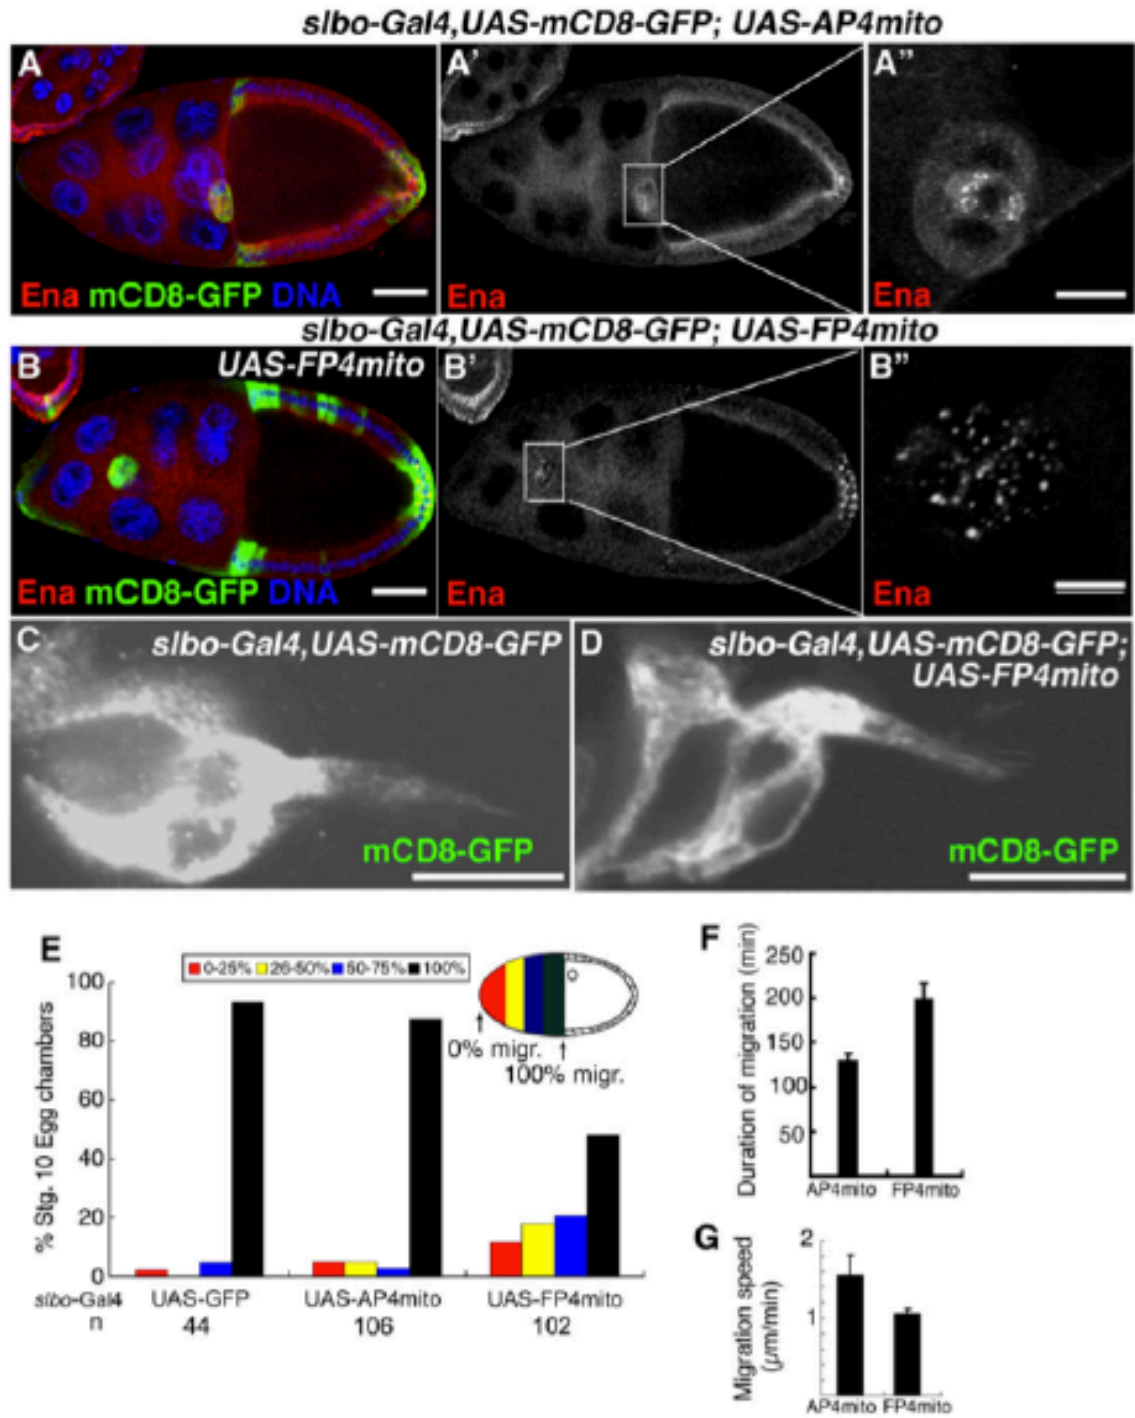 slbo-Gal4,UAS-mCD8-GFP; UAS-AP4mito
A
A'
A"
Ena mCD8-GFP DNA
Ena
Ena
slbo-Gal4,UAS-mCD8-GFP; UAS-FP4mito
B
UAS-FP4mito
B'
B"
Ena mCD8-GFP DNA
Ena
Ena
C
slbo-Gal4,UAS-mCD8-GFP
mCD8-GFP
D
slbo-Gal4,UAS-mCD8-GFP;
UAS-FP4mito
mCD8-GFP
E
0-25% 26-50% 50-75% 100%
0% migr.
100% migr.
% Stg. 10 Egg chambers
100
80
60
40
20
0
slbo-Gal4 UAS-GFP UAS-AP4mito UAS-FP4mito
n 44 106 102
F
Duration of migration (min)
250
200
150
100
50
AP4mito FP4mito
G
Migration speed
(µm/min)
2
1
AP4mito FP4mito